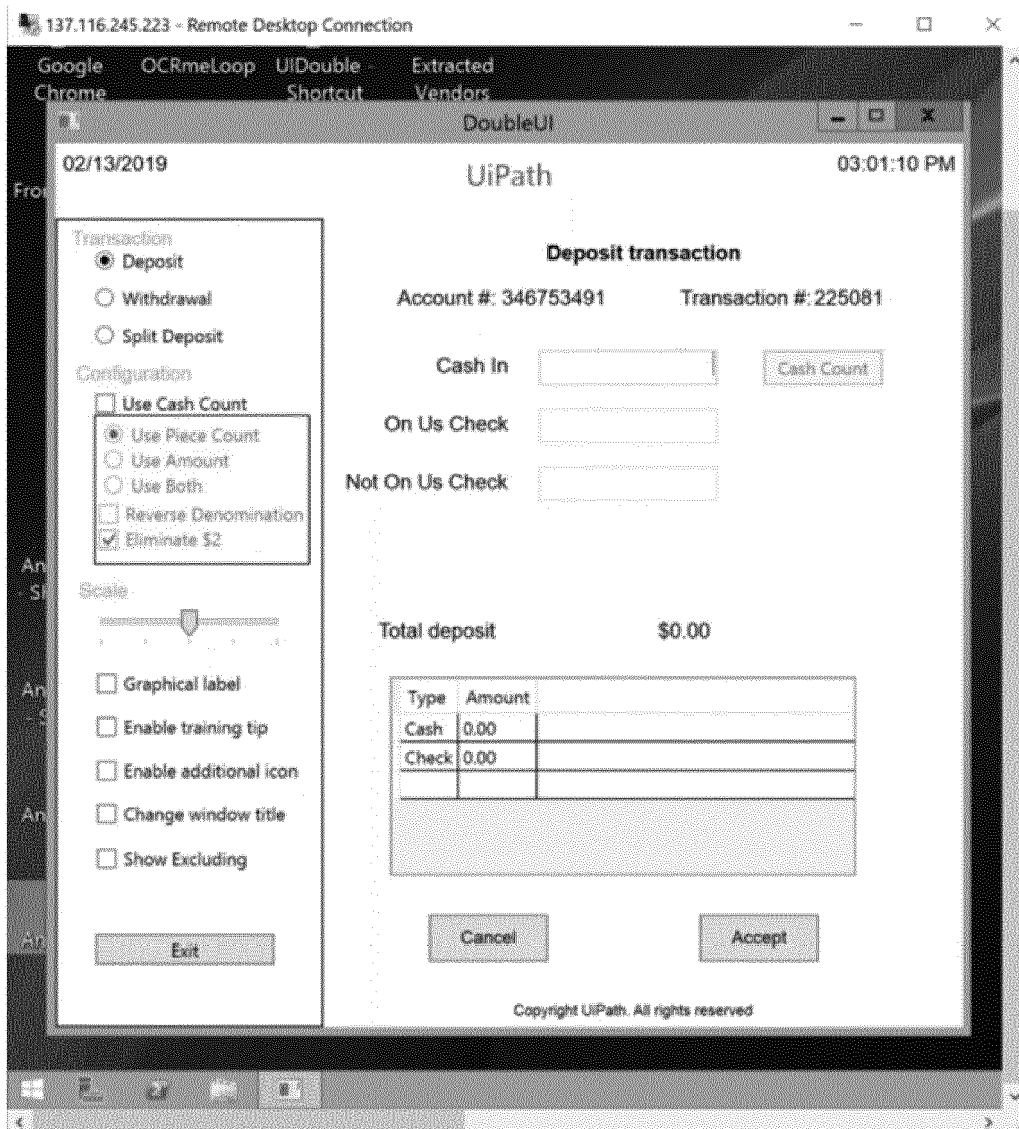 137.116.245.223 - Remote Desktop Connection
Google Chrome
OCRmeLoop
UIDouble - Shortcut
Extracted Vendors
DoubleUI
02/13/2019
UiPath
03:01:10 PM
Transaction
Deposit
Withdrawal
Split Deposit
Configuration
Use Cash Count
Use Piece Count
Use Amount
Use Both
Reverse Denomination
Eliminate $2
Scale
Graphical label
Enable training tip
Enable additional icon
Change window title
Show Excluding
Exit
Deposit transaction
Account #: 346753491 Transaction #: 225081
Cash In
Cash Count
On Us Check
Not On Us Check
Total deposit $0.00
Type Amount
Cash 0.00
Check 0.00
Cancel Accept
Copyright UiPath. All rights reserved